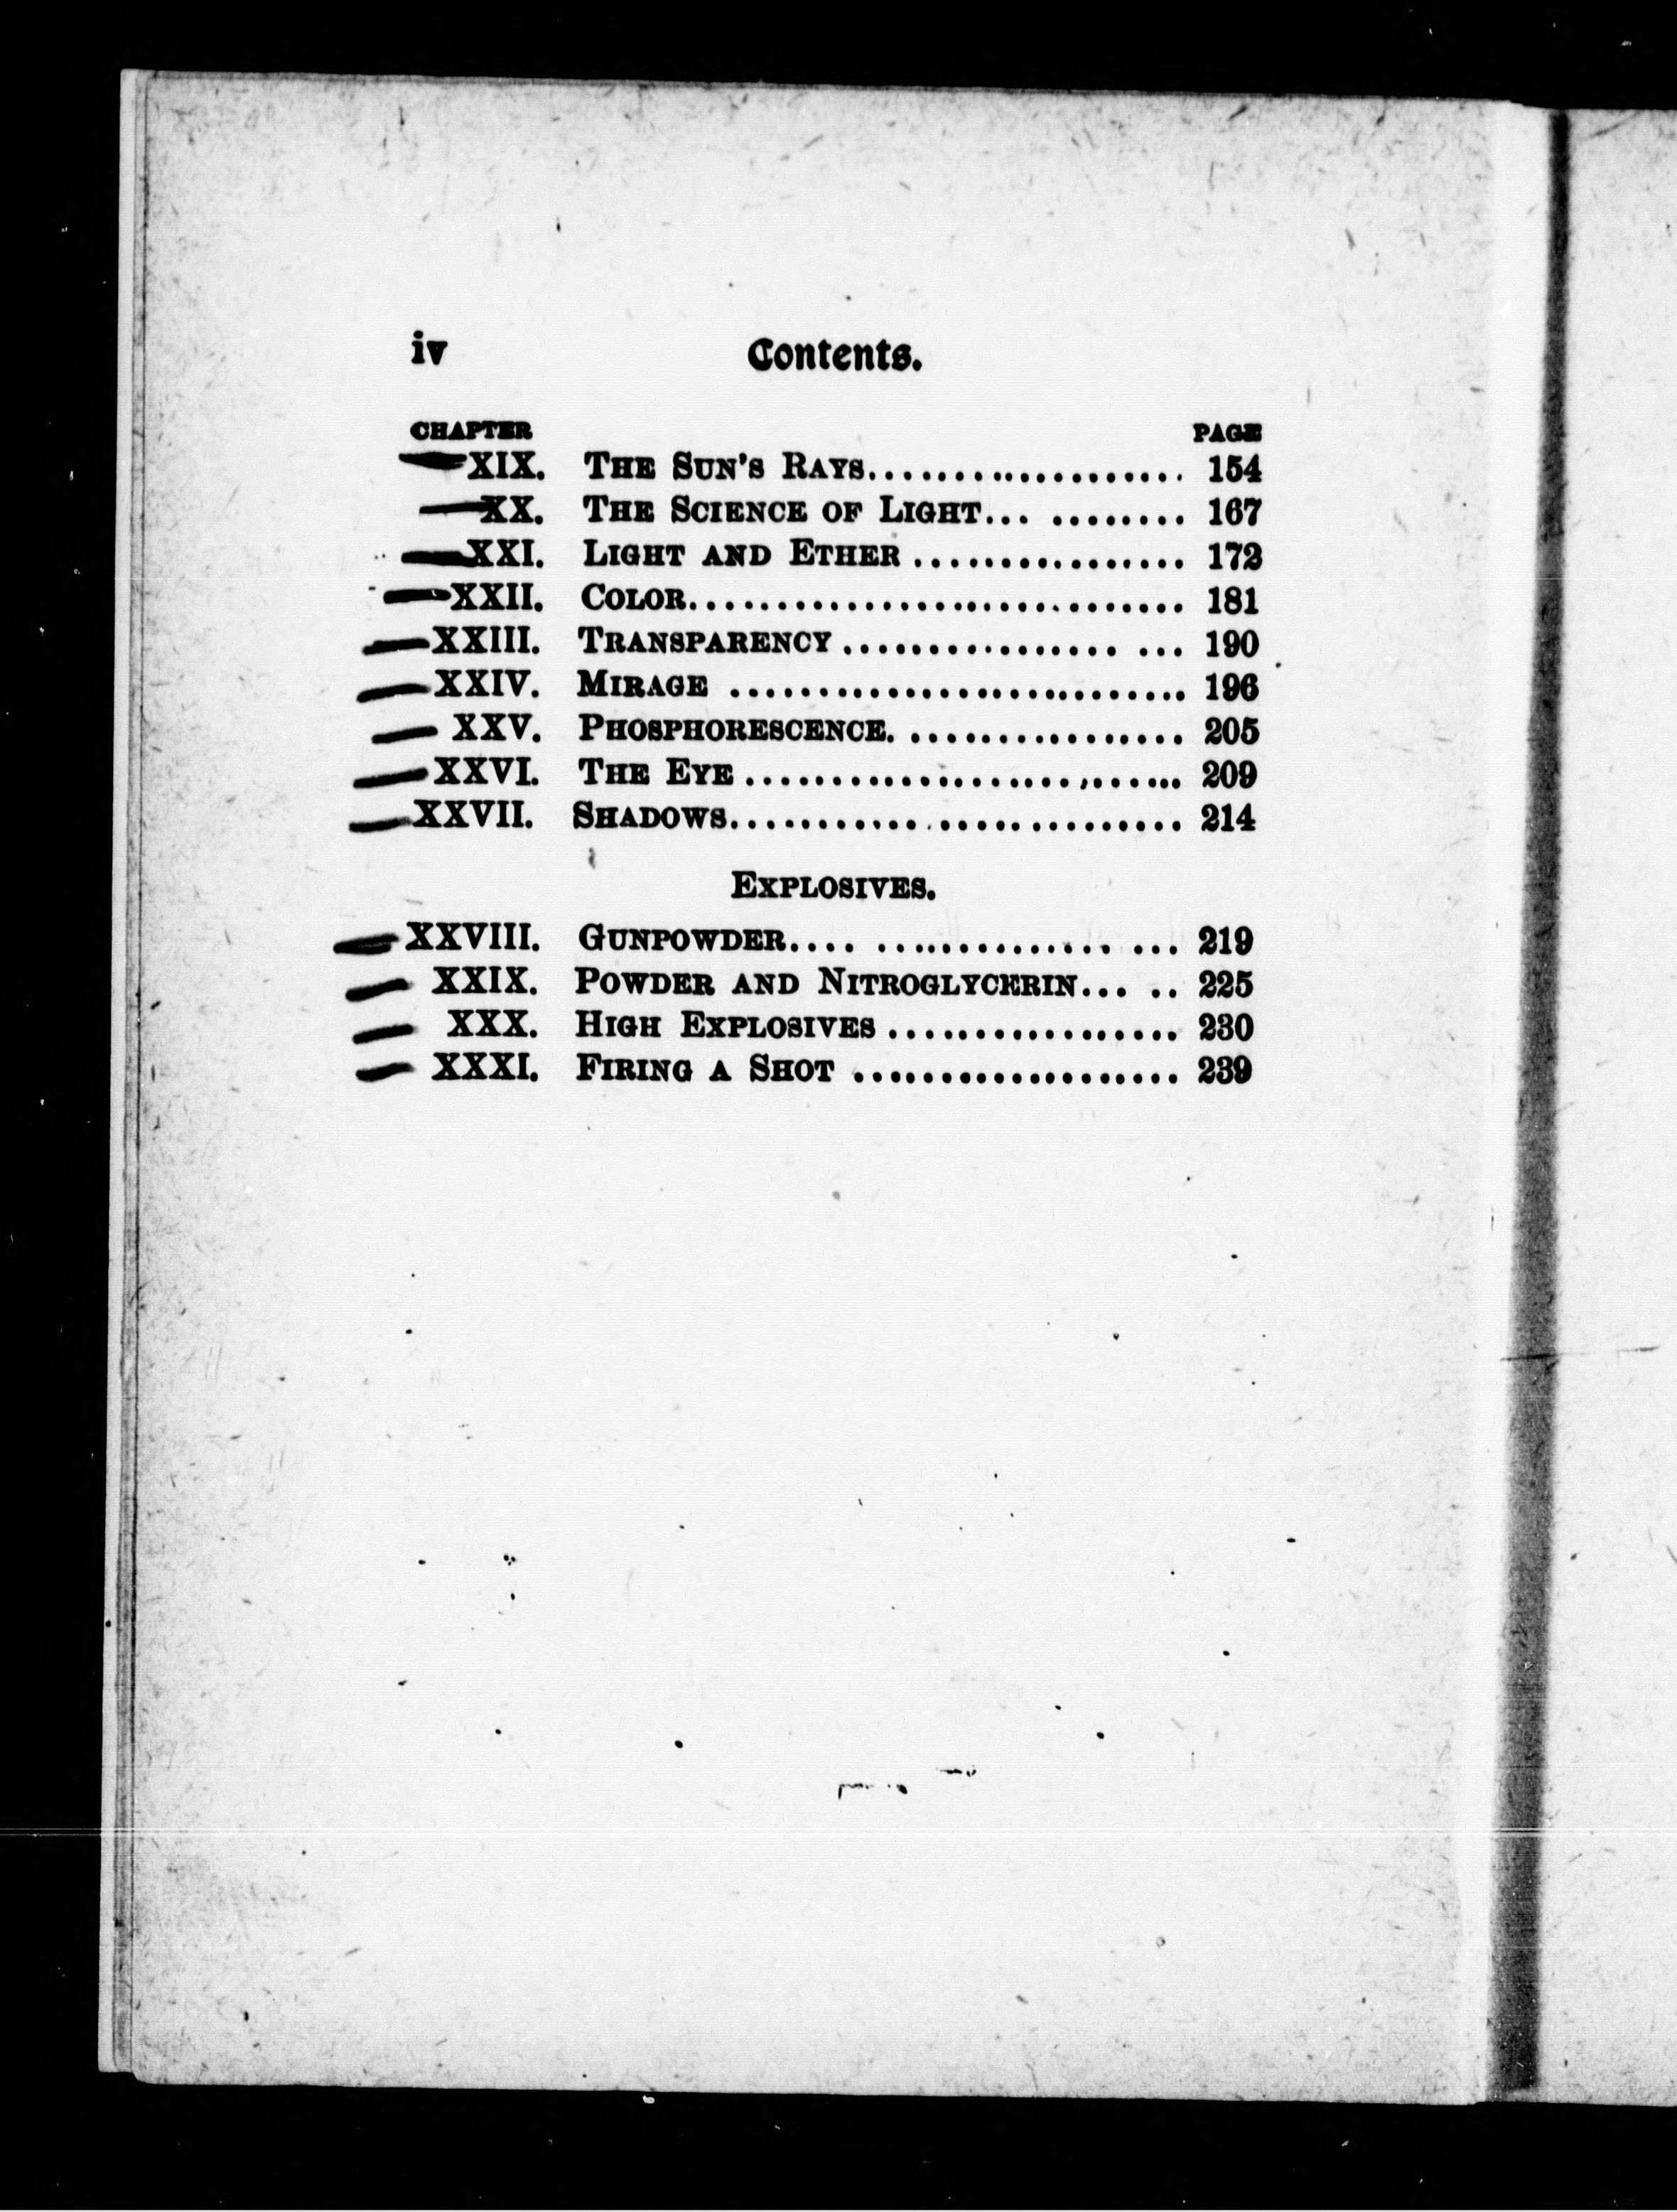 iv Contents.
CHAPTER PAGE
XIX. THE SUN'S RAYS................... 154
XX. THE SCIENCE OF LIGHT... ........ 167
XXI. LIGHT AND ETHER ................ 172
XXII. COLOR............................. 181
XXIII. TRANSPARENCY ................ ... 190
XXIV. MIRAGE ........................... 196
XXV. PHOSPHORESCENCE. ................ 205
XXVI. THE EYE ......................... 209
XXVII. SHADOWS.......................... 214
EXPLOSIVES.
XXVIII. GUNPOWDER.... .............. ... 219
XXIX. POWDER AND NITROGLYCERIN... .. 225
XXX. HIGH EXPLOSIVES ................. 230
XXXI. FIRING A SHOT ................... 239